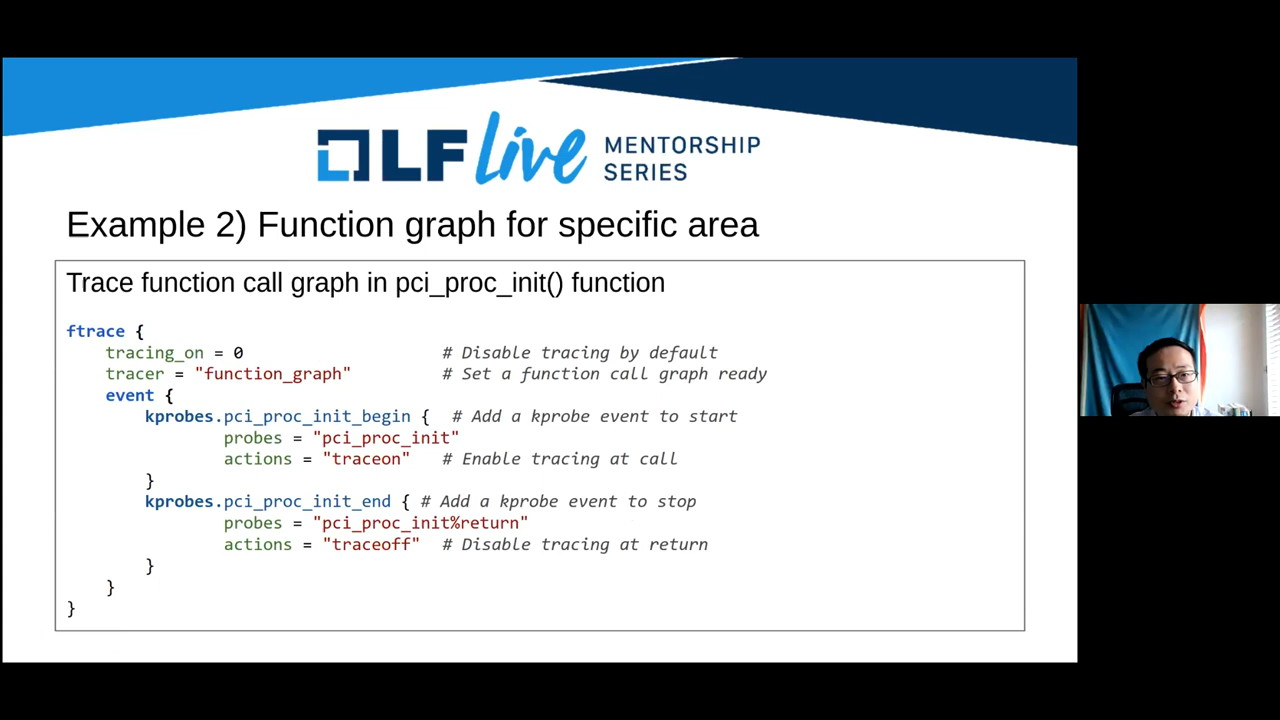 LF Live MENTORSHIP
SERIES
Example 2) Function graph for specific area
Trace function call graph in pci_proc_init() function
ftrace {
tracing_on = 0 # Disable tracing by default
tracer = "function_graph" # Set a function call graph ready
event {
kprobes.pci_proc_init_begin { # Add a kprobe event to start
probes = "pci_proc_init"
actions = "traceon" # Enable tracing at call
}
kprobes.pci_proc_init_end { # Add a kprobe event to stop
probes = "pci_proc_init%return"
actions = "traceoff" # Disable tracing at return
}
}
}